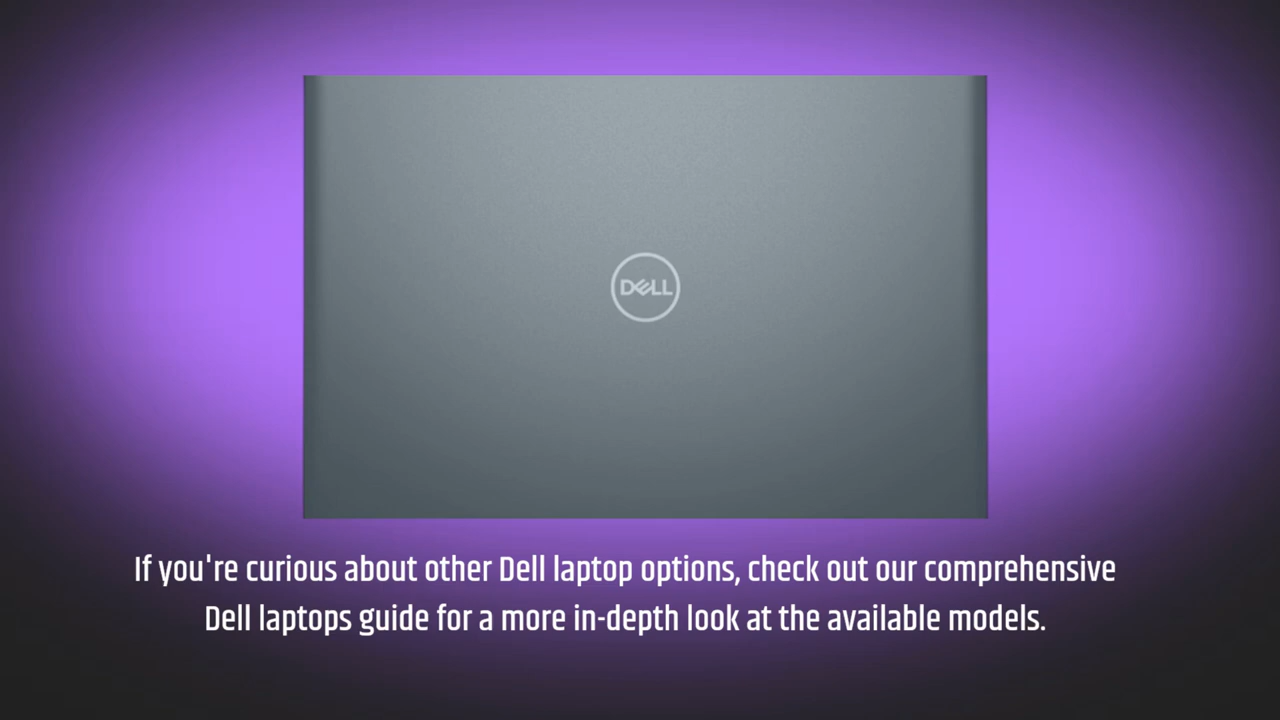 DELL
If you're curious about other Dell laptop options, check out our comprehensive
Dell laptops guide for a more in-depth look at the available models.